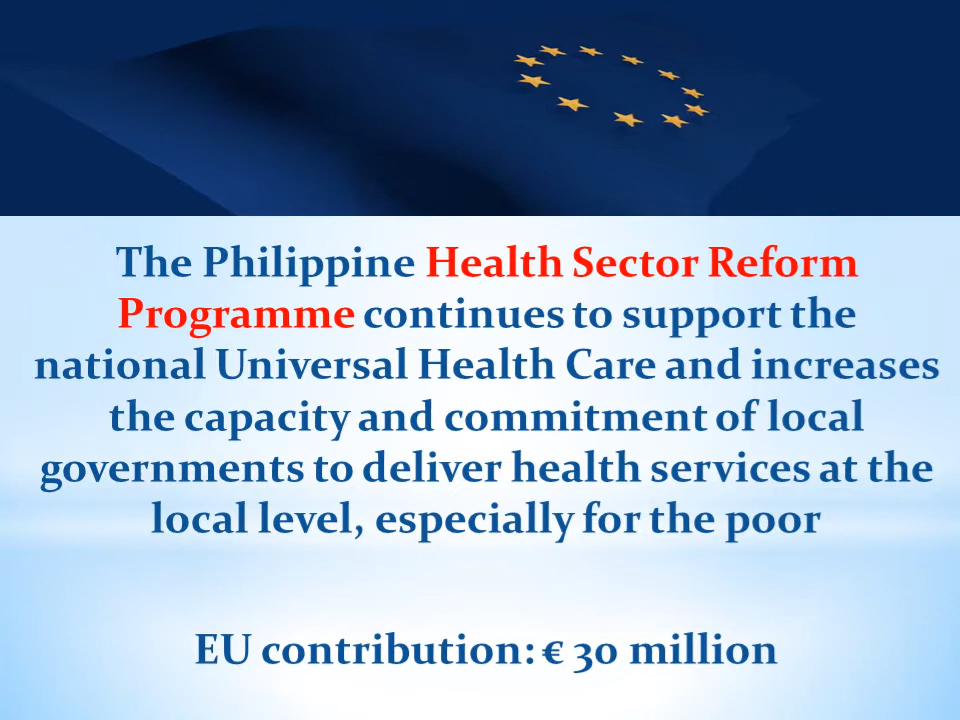 The Philippine Health Sector Reform
Programme continues to support the
national Universal Health Care and increases
the capacity and commitment of local
governments to deliver health services at the
local level, especially for the poor
EU contribution: € 30 million